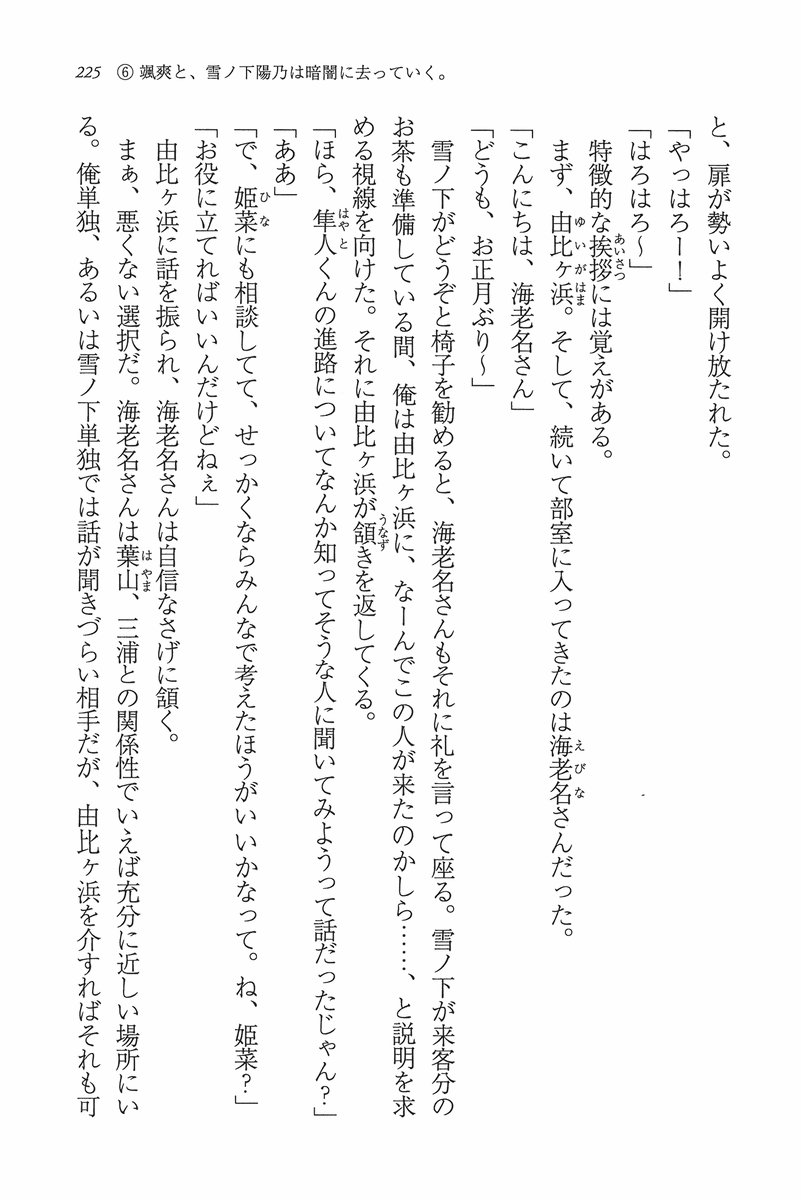 225 ⑥ 颯爽と、雪ノ下陽乃は暗闇に去っていく。
と、扉が勢いよく開け放たれた。
「やっはろー！」
「はろはろ～」
特徴的な挨拶には覚えがある。
まず、由比ヶ浜。そして、続いて部室に入ってきたのは海老名さんだった。
「こんにちは、海老名さん」
「どうも、お正月ぶり～」
雪ノ下がどうぞと椅子を勧めると、海老名さんもそれに礼を言って座る。雪ノ下が来客分の
お茶も準備している間、俺は由比ヶ浜に、なーんでこの人が来たのかしら……、と説明を求
める視線を向けた。それに由比ヶ浜が頷きを返してくる。
「ほら、隼人くんの進路についてなんか知ってそうな人に聞いてみようって話だったじゃん？」
「ああ」
「で、姫菜にも相談してて、せっかくならみんなで考えたほうがいいかなって。ね、姫菜？」
「お役に立てればいいんだけどねぇ」
由比ヶ浜に話を振られ、海老名さんは自信なさげに頷く。
まぁ、悪くない選択だ。海老名さんは葉山、三浦との関係性でいえば充分に近しい場所にい
る。俺単独、あるいは雪ノ下単独では話が聞きづらい相手だが、由比ヶ浜を介すればそれも可